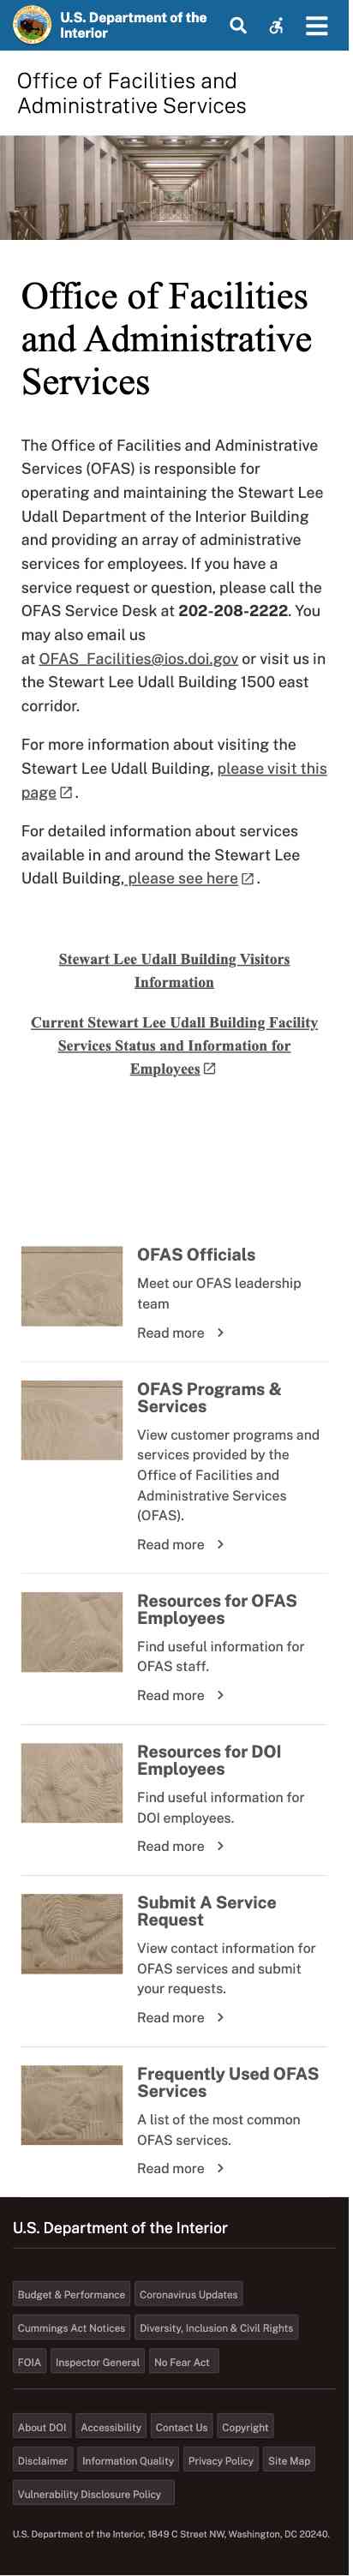 U.S. Department of the
Interior
Office of Facilities and
Administrative Services
Office of Facilities
and Administrative
Services
The Office of Facilities and Administrative
Services (OFAS) is responsible for
operating and maintaining the Stewart Lee
Udall Department of the Interior Building
and providing an array of administrative
services for employees. If you have a
service request or question, please call the
OFAS Service Desk at 202-208-2222. You
may also email us
at OFAS_Facilities@ios.doi.gov or visit us in
the Stewart Lee Udall Building 1500 east
corridor.
For more information about visiting the
Stewart Lee Udall Building, please visit this
page.
For detailed information about services
available in and around the Stewart Lee
Udall Building, please see here.
Stewart Lee Udall Building Visitors
Information
Current Stewart Lee Udall Building Facility
Services Status and Information for
Employees
OFAS Officials
Meet our OFAS leadership
team
Read more
OFAS Programs &
Services
View customer programs and
services provided by the
Office of Facilities and
Administrative Services
(OFAS).
Read more
Resources for OFAS
Employees
Find useful information for
OFAS staff.
Read more
Resources for DOI
Employees
Find useful information for
DOI employees.
Read more
Submit A Service
Request
View contact information for
OFAS services and submit
your requests.
Read more
Frequently Used OFAS
Services
A list of the most common
OFAS services.
Read more
U.S. Department of the Interior
Budget & Performance Coronavirus Updates
Cummings Act Notices Diversity, Inclusion & Civil Rights
FOIA Inspector General No Fear Act
About DOI Accessibility Contact Us Copyright
Disclaimer Information Quality Privacy Policy Site Map
Vulnerability Disclosure Policy
U.S. Department of the Interior, 1849 C Street NW, Washington, DC 20240.